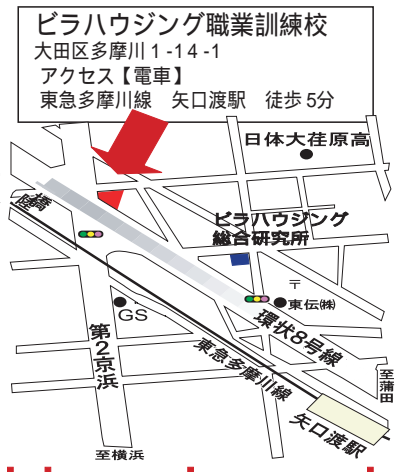 ビラハウジング職業訓練校
大田区多摩川1-14-1
アクセス【電車】
東急多摩川線 矢口渡駅 徒歩5分
日体大荏原高
陸橋
ビラハウジング
総合研究所
〒
東伝㈱
GS
環状8号線
第2京浜
東急多摩川線
至蒲田
矢口渡駅
至横浜